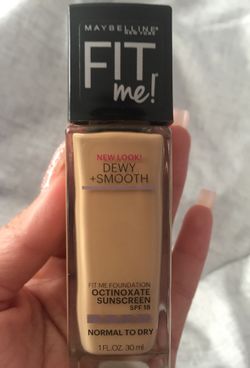 MAYBELLINE
NEW YORK
FIT
me!
NEW LOOK!
DEWY
+SMOOTH
FIT ME FOUNDATION
OCTINOXATE
SUNSCREEN
SPF 18
NORMAL TO DRY
1 FL.OZ. 30 ml